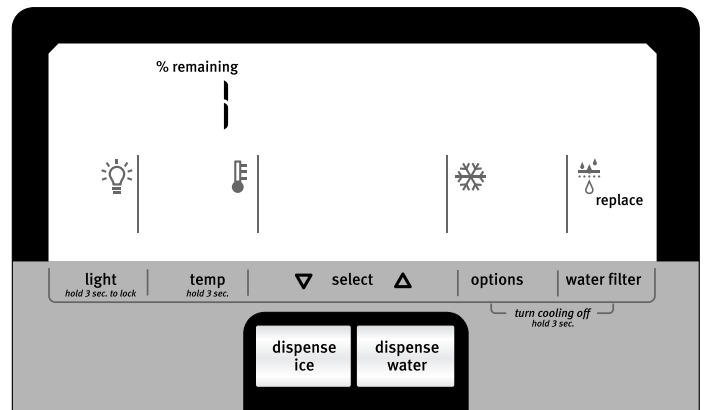 % remaining
1
replace
light temp select options water filter
hold 3 sec. to lock hold 3 sec.
turn cooling off
hold 3 sec.
dispense dispense
ice water